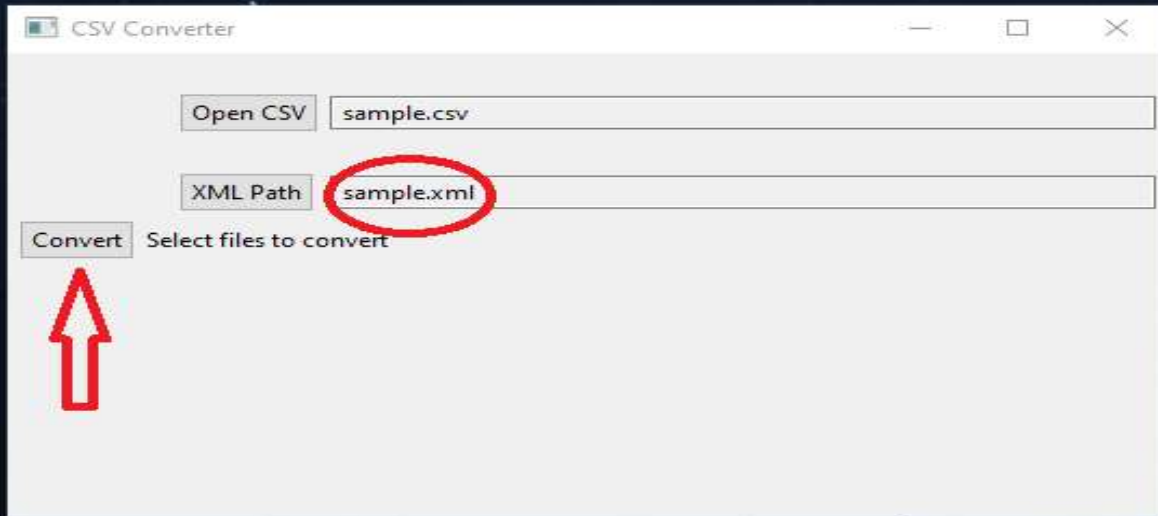 CSV Converter
Open CSV sample.csv
XML Path sample.xml
Convert Select files to convert